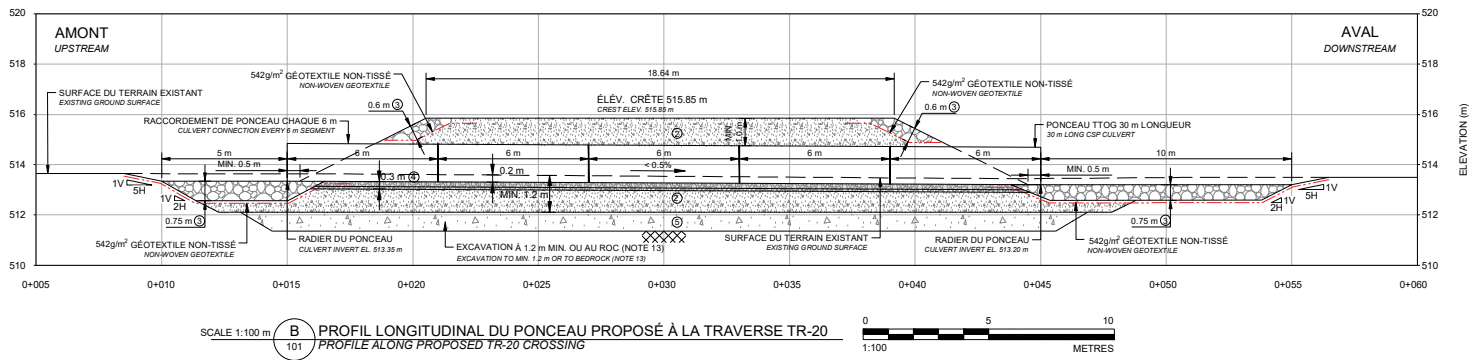 520
520
AMONT
UPSTREAM
AVAL
DOWNSTREAM
18.64 m
542g/m² GÉOTEXTILE NON-TISSÉ
NON-WOVEN GEOTEXTILE
542g/m² GÉOTEXTILE NON-TISSÉ
NON-WOVEN GEOTEXTILE
518
518
SURFACE DU TERRAIN EXISTANT
EXISTING GROUND SURFACE
0.6 m ③
ÉLÉV. CRÊTE 515.85 m
CREST ELEV. 515.85 m
0.6 m ③
516
516
RACCORDEMENT DE PONCEAU CHAQUE 6 m
CULVERT CONNECTION EVERY 6 m SEGMENT
②
MIN.
1.0 m
PONCEAU TTOG 30 m LONGUEUR
30 m LONG CSP CULVERT
5 m
6 m
6 m
6 m
6 m
6 m
10 m
514
514
MIN. 0.5 m
0.3 m ④
0.2 m
< 0.5%
MIN. 0.5 m
1V
5H
1V
2H
MIN. 1.2 m
②
1V
5H
1V
2H
512
512
0.75 m ③
⑤
0.75 m ③
542g/m² GÉOTEXTILE NON-TISSÉ
NON-WOVEN GEOTEXTILE
RADIER DU PONCEAU
CULVERT INVERT EL. 513.35 m
EXCAVATION À 1.2 m MIN. OU AU ROC (NOTE 13)
EXCAVATION TO MIN. 1.2 m OR TO BEDROCK (NOTE 13)
SURFACE DU TERRAIN EXISTANT
EXISTING GROUND SURFACE
RADIER DU PONCEAU
CULVERT INVERT EL. 513.20 m
542g/m² GÉOTEXTILE NON-TISSÉ
NON-WOVEN GEOTEXTILE
510
510
ELEVATION (m)
0+005
0+010
0+015
0+020
0+025
0+030
0+035
0+040
0+045
0+050
0+055
0+060
SCALE 1:100 m
B
101
PROFIL LONGITUDINAL DU PONCEAU PROPOSÉ À LA TRAVERSE TR-20
PROFILE ALONG PROPOSED TR-20 CROSSING
0
5
10
1:100
METRES